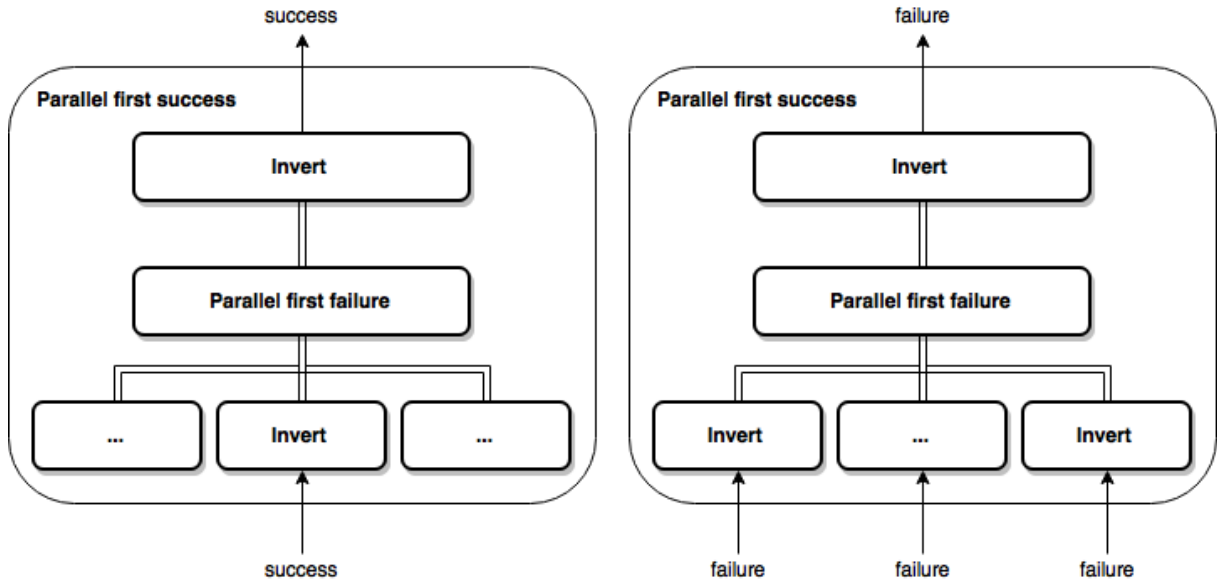 success
Parallel first success
Invert
Parallel first failure
...
Invert
...
success
failure
Parallel first success
Invert
Parallel first failure
Invert
...
Invert
failure
failure
failure